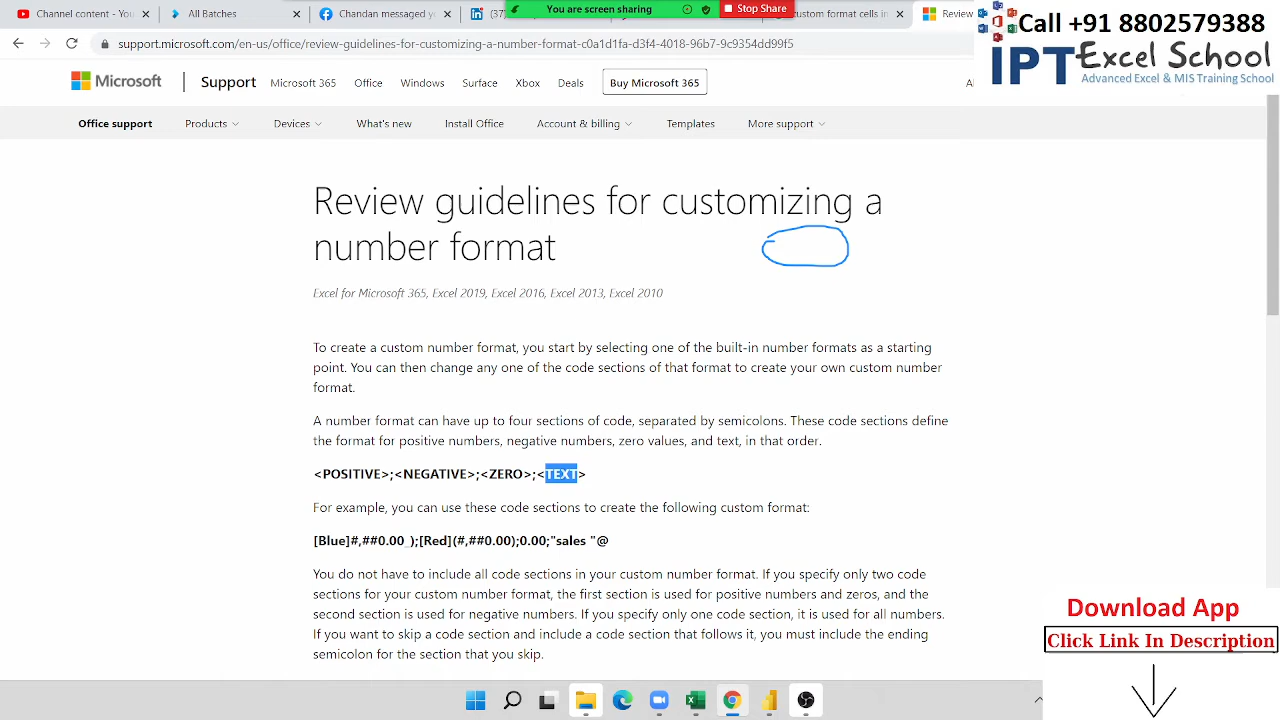 Channel content - You
All Batches
Chandan messaged y
You are screen sharing
Stop Share
custom format cells in
Review
support.microsoft.com/en-us/office/review-guidelines-for-customizing-a-number-format-c0a1d1fa-d3f4-4018-96b7-9c9354dd99f5
Call +91 8802579388
IPT Excel School
Advanced Excel & MIS Training School
Microsoft
Support
Microsoft 365
Office
Windows
Surface
Xbox
Deals
Buy Microsoft 365
Office support
Products
Devices
What's new
Install Office
Account & billing
Templates
More support
Review guidelines for customizing a
number format
Excel for Microsoft 365, Excel 2019, Excel 2016, Excel 2013, Excel 2010
To create a custom number format, you start by selecting one of the built-in number formats as a starting
point. You can then change any one of the code sections of that format to create your own custom number
format.
A number format can have up to four sections of code, separated by semicolons. These code sections define
the format for positive numbers, negative numbers, zero values, and text, in that order.
<POSITIVE>;<NEGATIVE>;<ZERO>;<TEXT>
For example, you can use these code sections to create the following custom format:
[Blue]#,##0.00_);[Red](#,##0.00);0.00;"sales "@
You do not have to include all code sections in your custom number format. If you specify only two code
sections for your custom number format, the first section is used for positive numbers and zeros, and the
second section is used for negative numbers. If you specify only one code section, it is used for all numbers.
If you want to skip a code section and include a code section that follows it, you must include the ending
semicolon for the section that you skip.
Download App
Click Link In Description